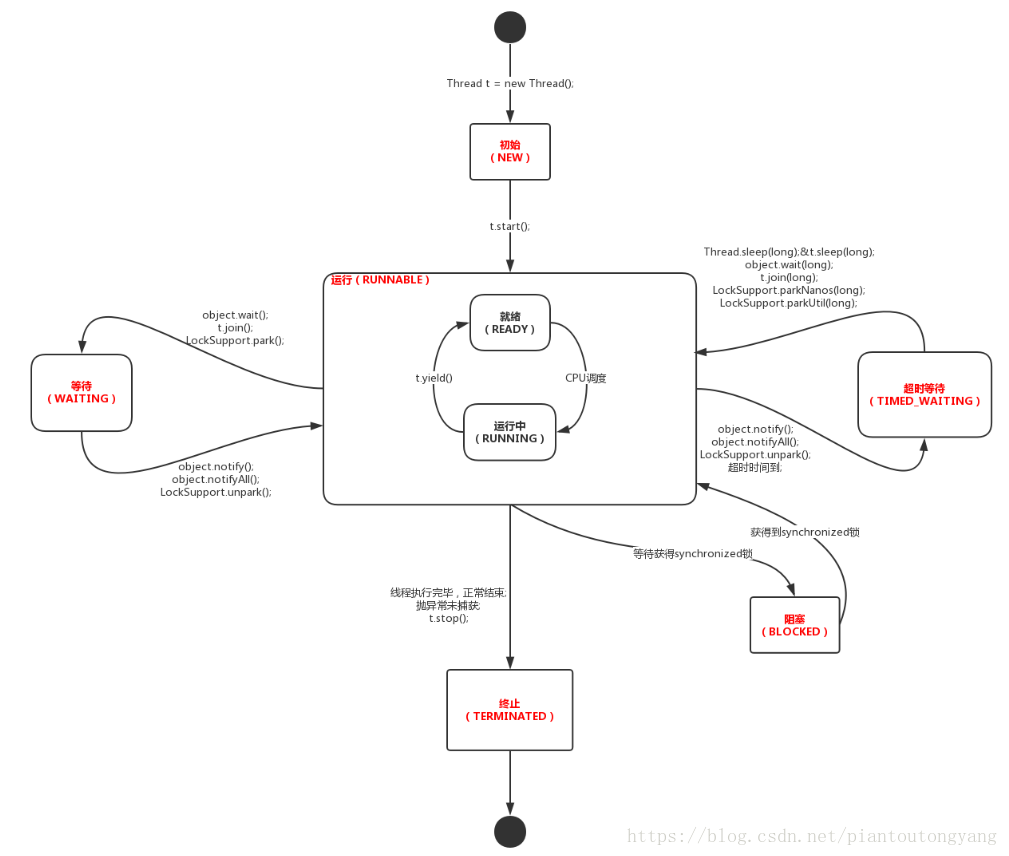 Thread t = new Thread();
初始
（NEW）
t.start();
Thread.sleep(long);&t.sleep(long);
object.wait(long);
t.join(long);
LockSupport.parkNanos(long);
LockSupport.parkUtil(long);
运行（RUNNABLE）
就绪
（READY）
object.wait();
t.join();
LockSupport.park();
t.yield()
CPU调度
等待
（WAITING）
超时等待
（TIMED_WAITING）
运行中
（RUNNING）
object.notify();
object.notifyAll();
LockSupport.unpark();
超时时间到;
object.notify();
object.notifyAll();
LockSupport.unpark();
获得到synchronized锁
等待获得synchronized锁
线程执行完毕，正常结束;
抛异常未捕获;
t.stop();
阻塞
（BLOCKED）
终止
（TERMINATED）
https://blog.csdn.net/piantoutongyang